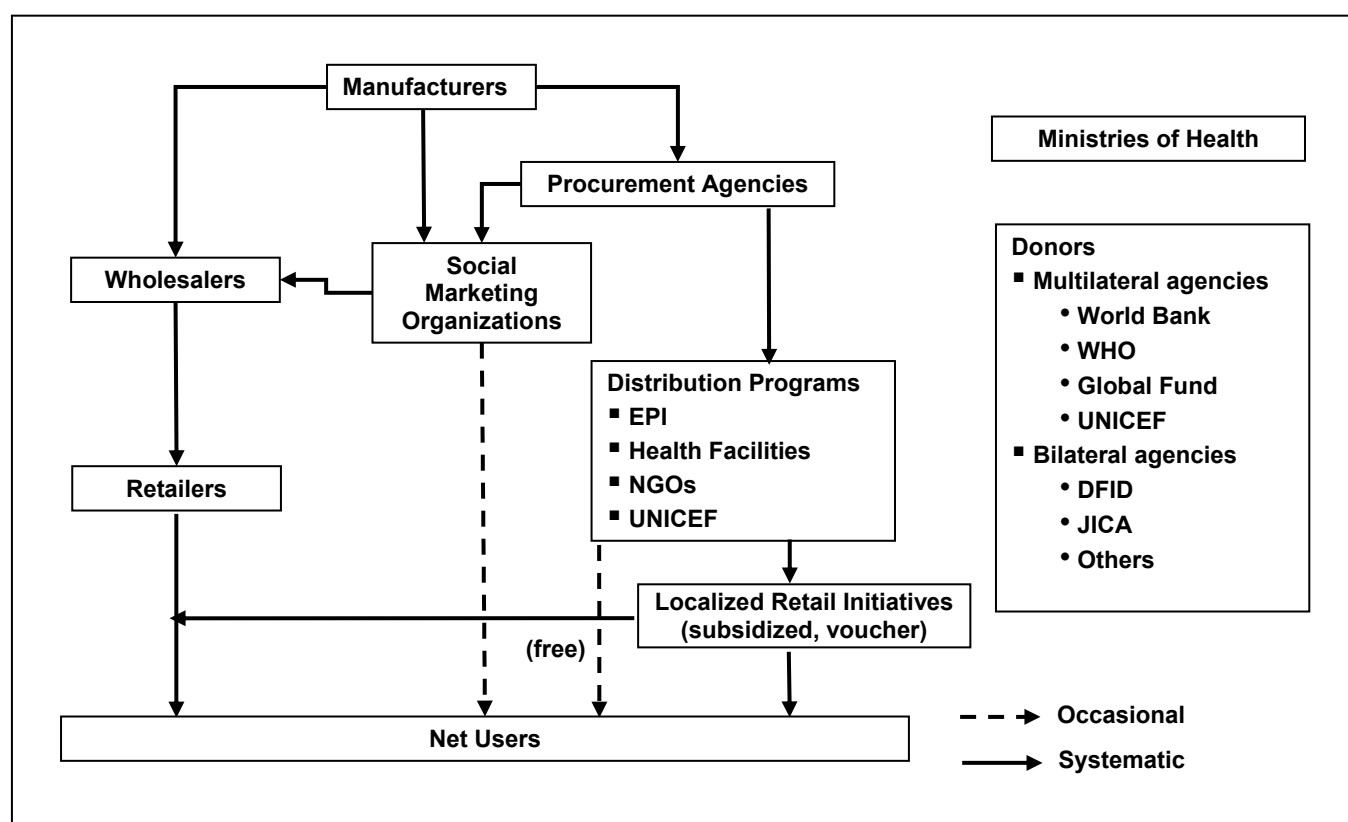 Manufacturers
Ministries of Health
Procurement Agencies
Wholesalers
Social
Marketing
Organizations
Donors
▪ Multilateral agencies
• World Bank
• WHO
• Global Fund
• UNICEF
▪ Bilateral agencies
• DFID
• JICA
• Others
Distribution Programs
▪ EPI
▪ Health Facilities
▪ NGOs
▪ UNICEF
Retailers
Localized Retail Initiatives
(subsidized, voucher)
(free)
Net Users
Occasional
Systematic